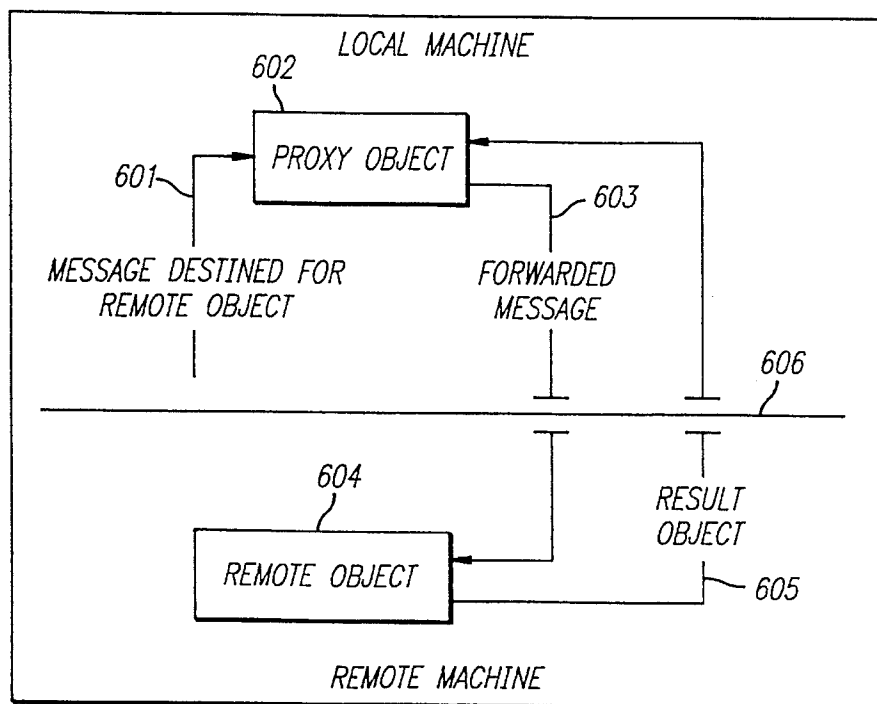 LOCAL MACHINE
602
PROXY OBJECT
601
603
MESSAGE DESTINED FOR
REMOTE OBJECT
FORWARDED
MESSAGE
606
604
REMOTE OBJECT
RESULT
OBJECT
605
REMOTE MACHINE